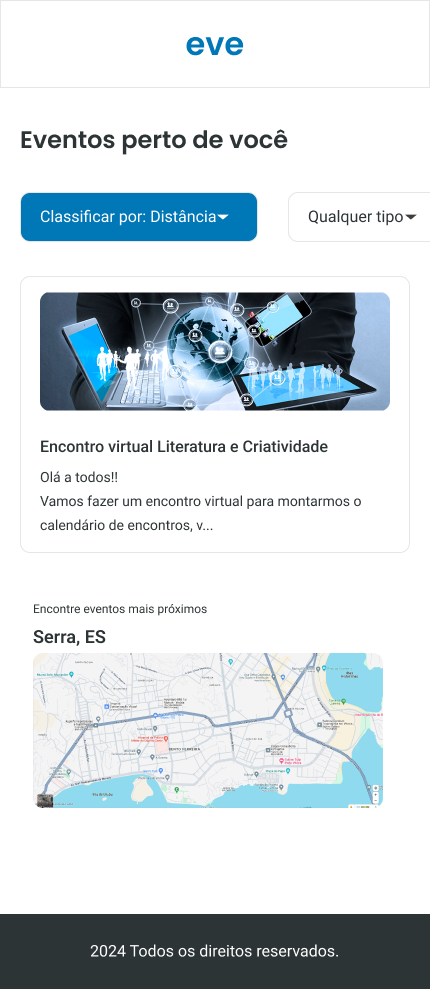 eve
Eventos perto de você
Classificar por: Distância
Qualquer tipo
Encontro virtual Literatura e Criatividade
Olá a todos!!
Vamos fazer um encontro virtual para montarmos o
calendário de encontros, v...
Encontre eventos mais próximos
Serra, ES
2024 Todos os direitos reservados.